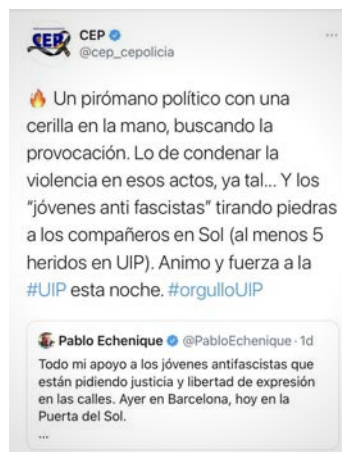 CEP
CEP
@cep_cepolicia
🔥 Un pirómano político con una
cerilla en la mano, buscando la
provocación. Lo de condenar la
violencia en esos actos, ya tal... Y los
"jóvenes anti fascistas" tirando piedras
a los compañeros en Sol (al menos 5
heridos en UIP). Animo y fuerza a la
#UIP esta noche. #orgulloUIP
Pablo Echenique @PabloEchenique · 1d
Todo mi apoyo a los jóvenes antifascistas que
están pidiendo justicia y libertad de expresión
en las calles. Ayer en Barcelona, hoy en la
Puerta del Sol.
...